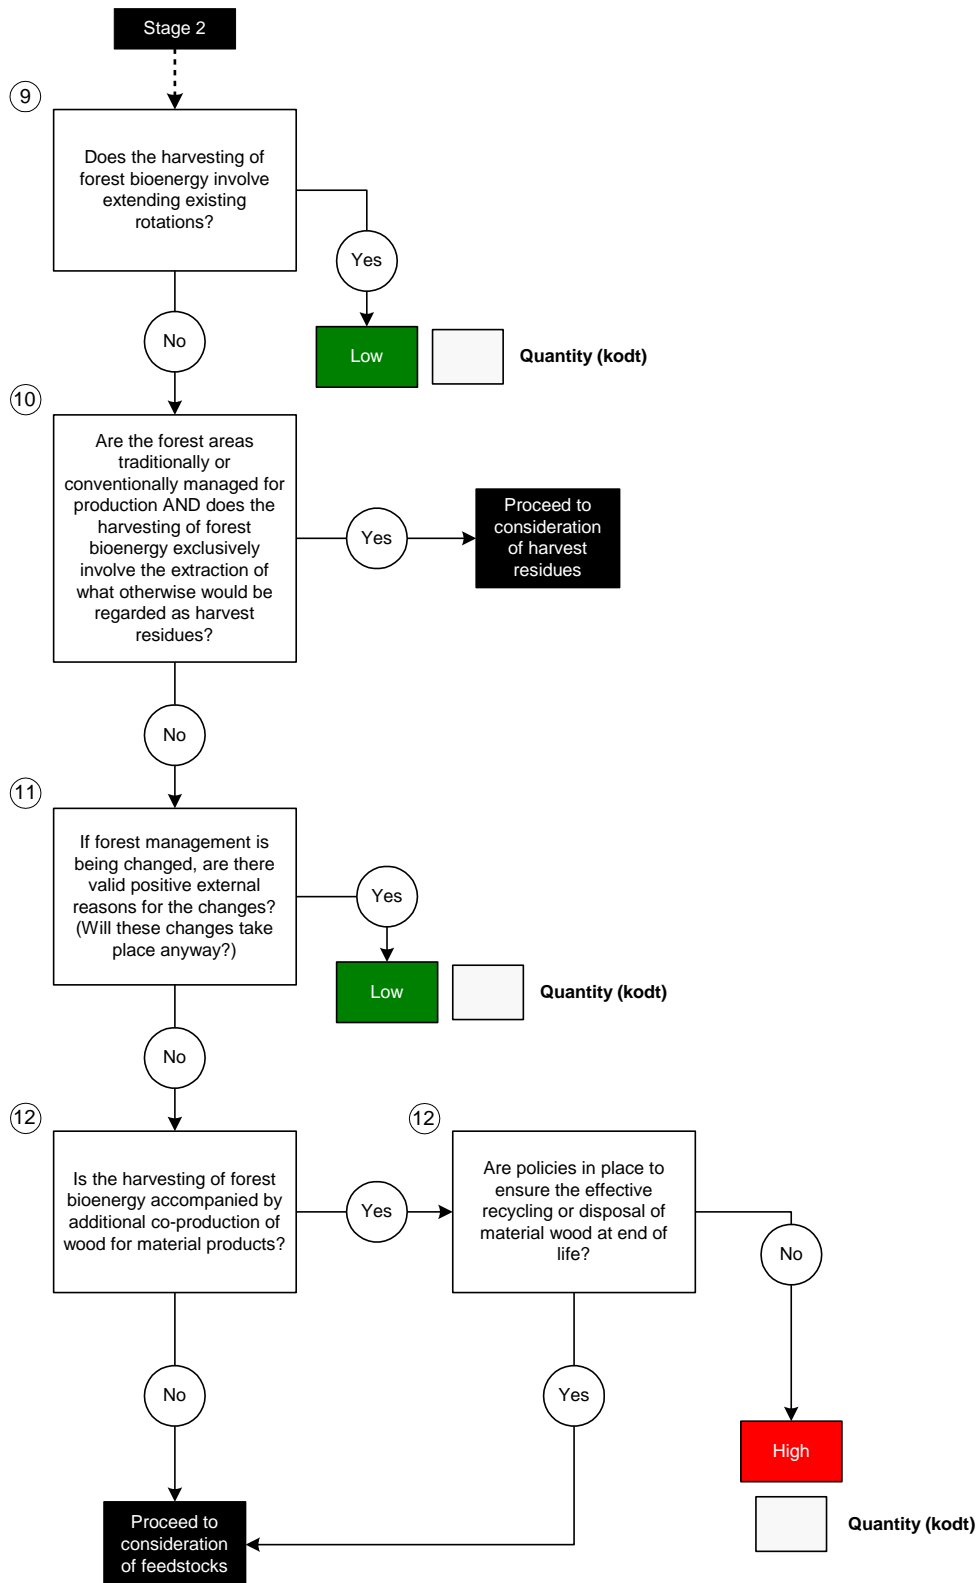 Stage 2
9
Does the harvesting of
forest bioenergy involve
extending existing
rotations?
Yes
No
Low
Quantity (kodt)
10
Are the forest areas
traditionally or
conventionally managed for
production AND does the
harvesting of forest
bioenergy exclusively
involve the extraction of
what otherwise would be
regarded as harvest
residues?
Yes
Proceed to
consideration
of harvest
residues
No
11
If forest management is
being changed, are there
valid positive external
reasons for the changes?
(Will these changes take
place anyway?)
Yes
Low
Quantity (kodt)
No
12
Is the harvesting of forest
bioenergy accompanied by
additional co-production of
wood for material products?
Yes
12
Are policies in place to
ensure the effective
recycling or disposal of
material wood at end of
life?
No
No
Yes
High
Quantity (kodt)
Proceed to
consideration
of feedstocks